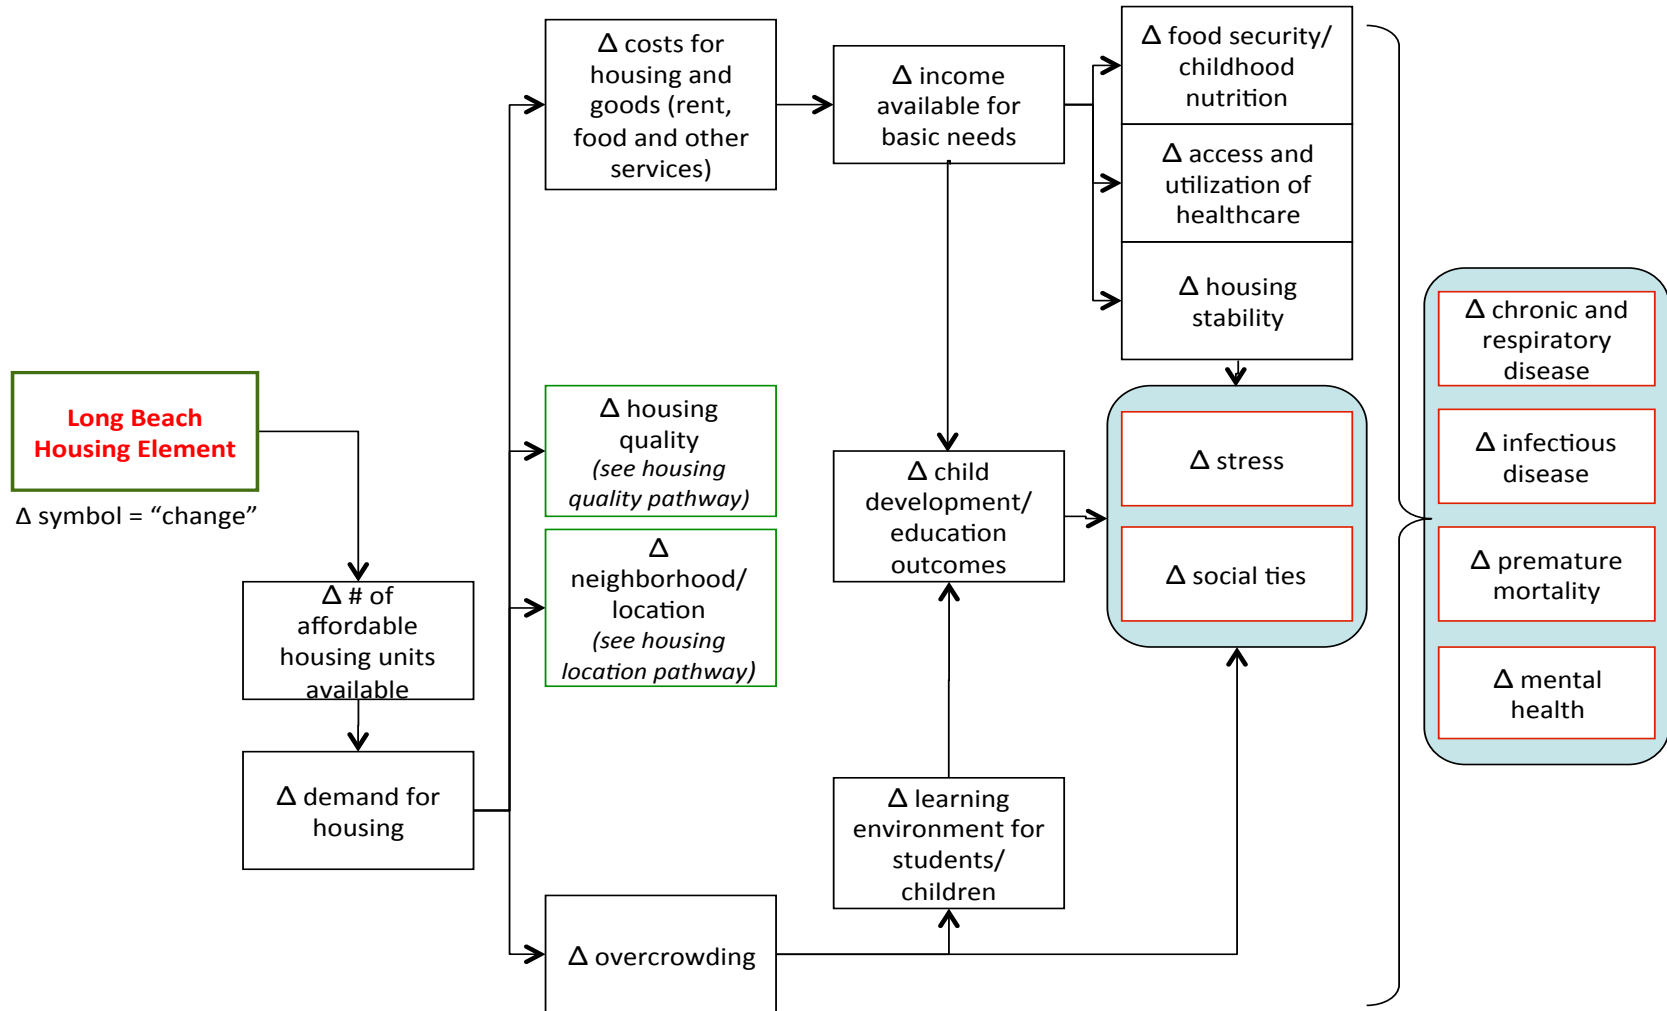 Long Beach
Housing Element
Δ symbol = “change”
Δ # of
affordable
housing units
available
Δ demand for
housing
Δ costs for
housing and
goods (rent,
food and other
services)
Δ housing
quality
(see housing
quality pathway)
Δ
neighborhood/
location
(see housing
location pathway)
Δ overcrowding
Δ income
available for
basic needs
Δ child
development/
education
outcomes
Δ learning
environment for
students/
children
Δ food security/
childhood
nutrition
Δ access and
utilization of
healthcare
Δ housing
stability
Δ stress
Δ social ties
Δ chronic and
respiratory
disease
Δ infectious
disease
Δ premature
mortality
Δ mental
health